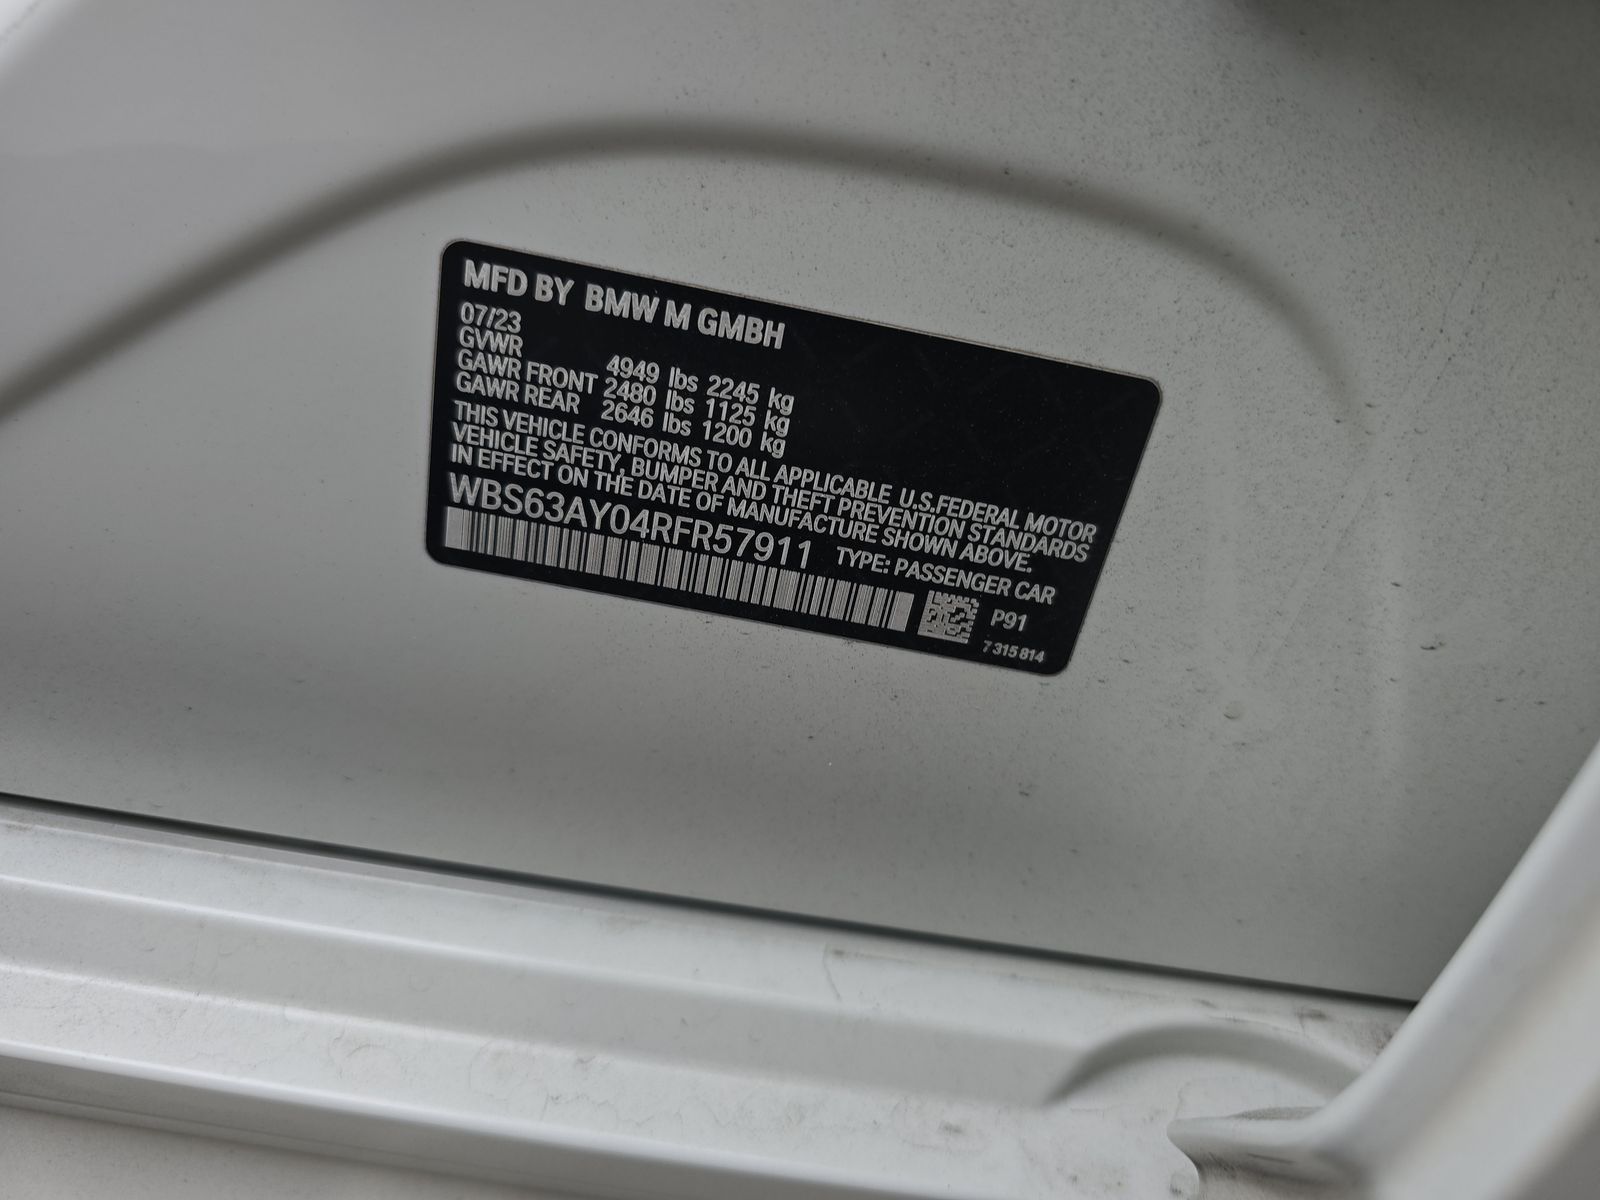 MFD BY BMW M GMBH
07/23
GVWR 4949 lbs 2245 kg
GAWR FRONT 2480 lbs 1125 kg
GAWR REAR 2646 lbs 1200 kg
THIS VEHICLE CONFORMS TO ALL APPLICABLE U.S.FEDERAL MOTOR
VEHICLE SAFETY, BUMPER AND THEFT PREVENTION STANDARDS
IN EFFECT ON THE DATE OF MANUFACTURE SHOWN ABOVE.
WBS63AY04RFR57911 TYPE: PASSENGER CAR
P91
7 315 814